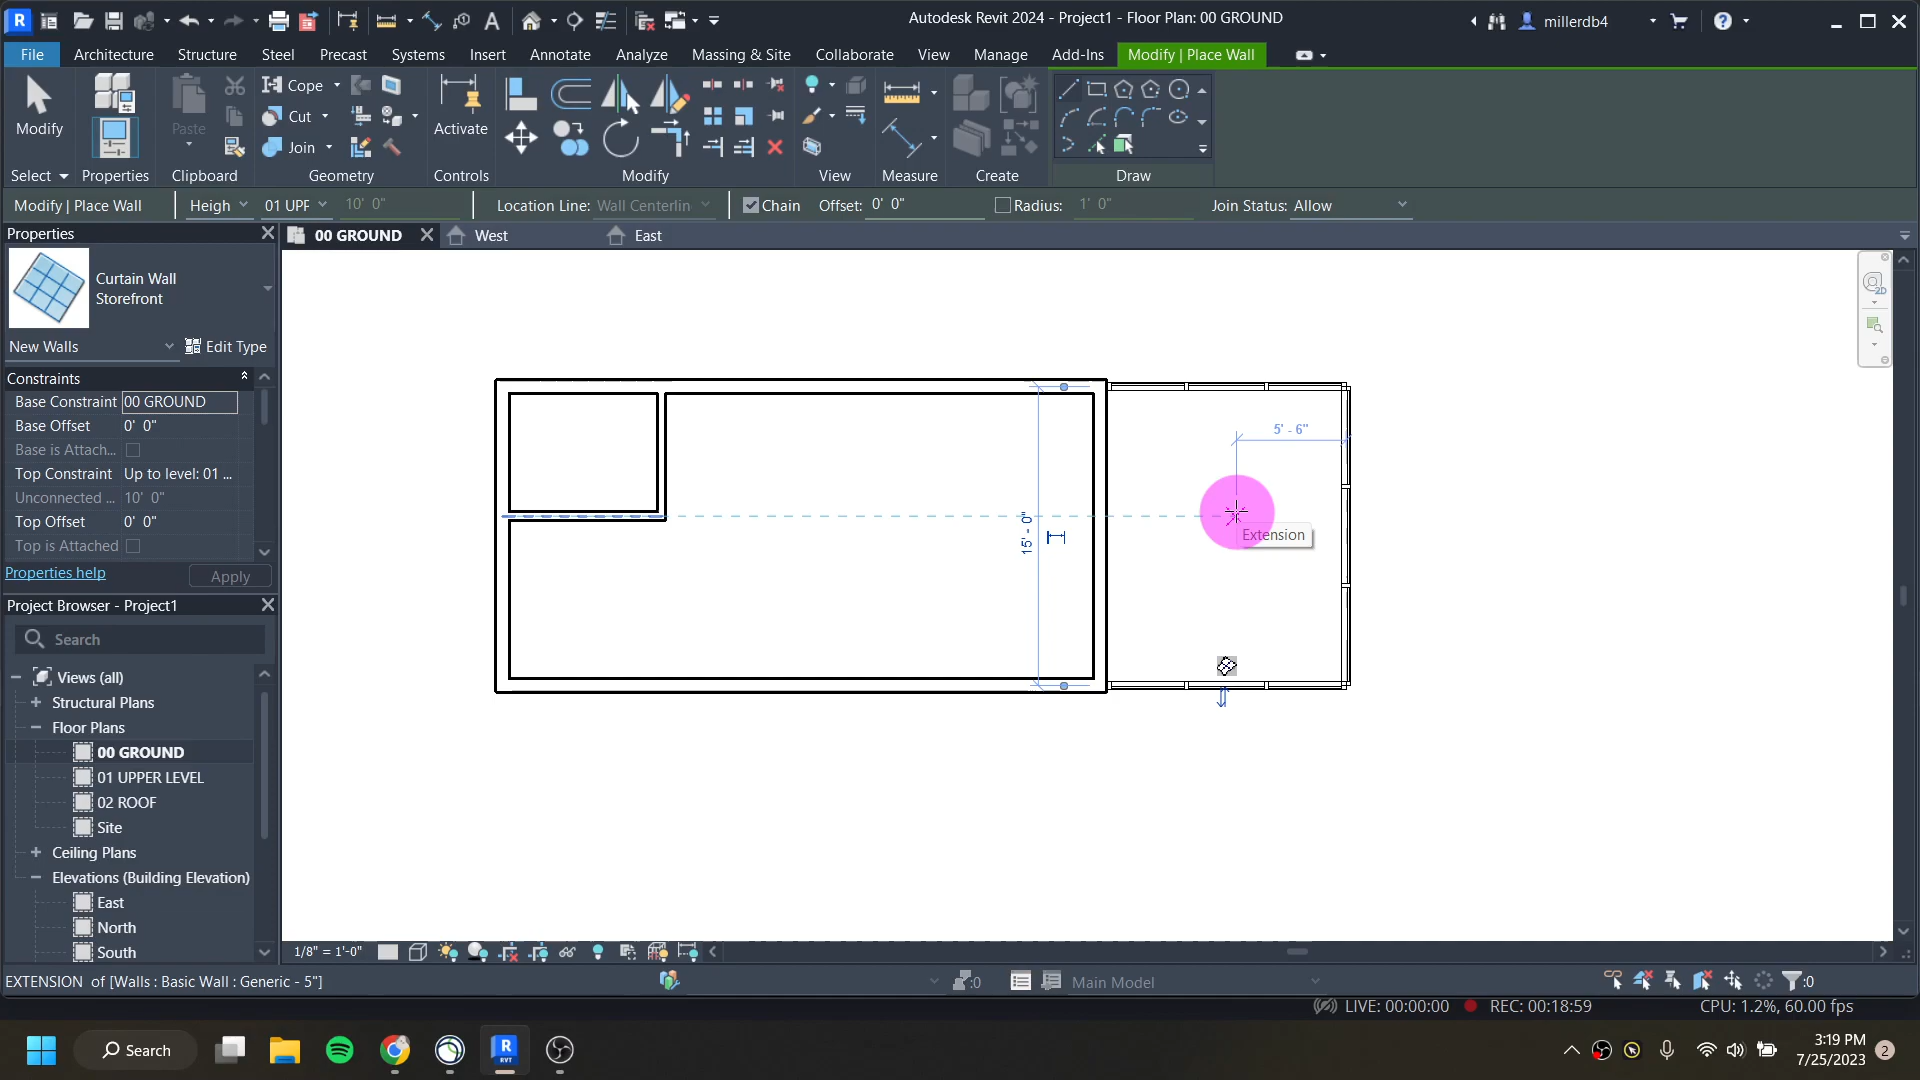 R
Autodesk Revit 2024 - Project1 - Floor Plan: 00 GROUND
millerdb4
File Architecture Structure Steel Precast Systems Insert Annotate Analyze Massing & Site Collaborate View Manage Add-Ins Modify | Place Wall
Modify
Paste
Cope
Cut
Join
Activate
Select Properties Clipboard Geometry Controls Modify View Measure Create Draw
Modify | Place Wall Heigh 01 UPF 10' 0" Location Line: Wall Centerlin Chain Offset: 0' 0" Radius: 1' 0" Join Status: Allow
Properties
00 GROUND West East
Curtain Wall
Storefront
New Walls Edit Type
Constraints
Base Constraint 00 GROUND
Base Offset 0' 0"
Base is Attach...
Top Constraint Up to level: 01 ...
Unconnected ... 10' 0"
Top Offset 0' 0"
Top is Attached
Properties help Apply
2D
5' - 6"
15' - 0"
Extension
Project Browser - Project1
Search
Views (all)
Structural Plans
Floor Plans
00 GROUND
01 UPPER LEVEL
02 ROOF
Site
Ceiling Plans
Elevations (Building Elevation)
East
North
South
1/8" = 1'-0"
EXTENSION of [Walls : Basic Wall : Generic - 5"] :0 Main Model :0
LIVE: 00:00:00 REC: 00:18:59 CPU: 1.2%, 60.00 fps
Search
R
RVT
3:19 PM
7/25/2023
2